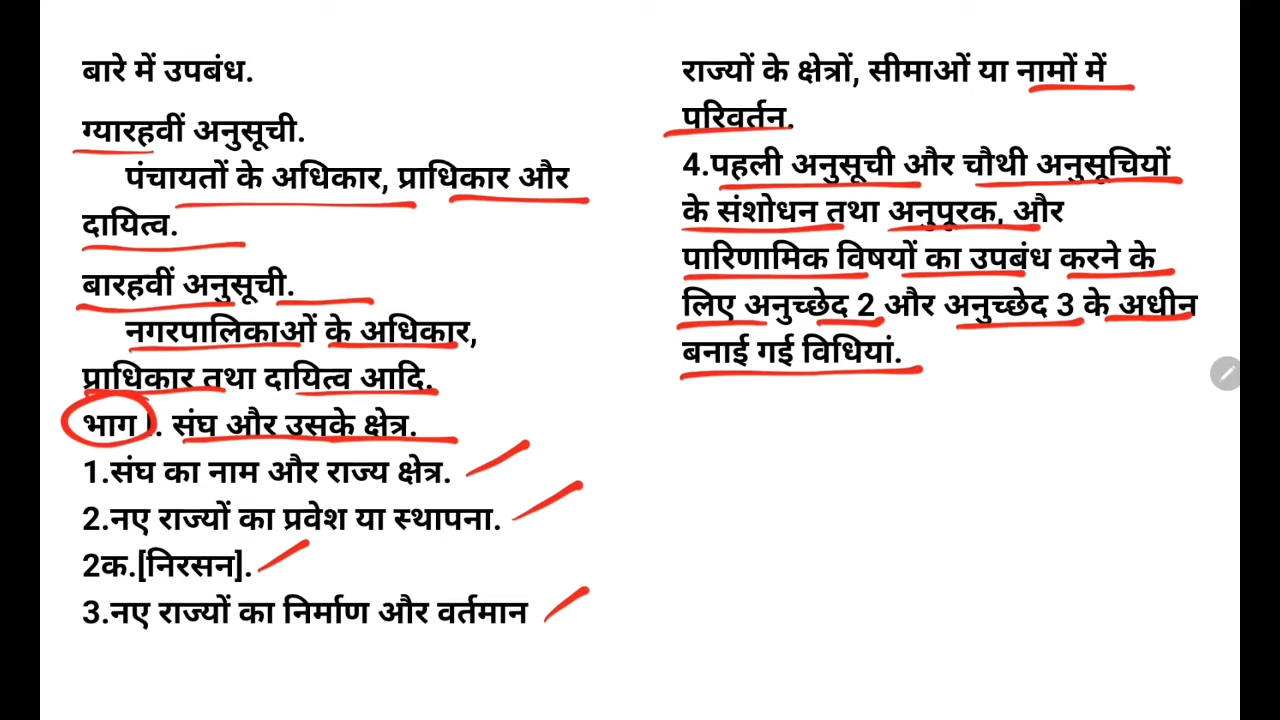 बारे में उपबंध.
ग्यारहवीं अनुसूची.
पंचायतों के अधिकार, प्राधिकार और
दायित्व.
बारहवीं अनुसूची.
नगरपालिकाओं के अधिकार,
प्राधिकार तथा दायित्व आदि.
भाग . संघ और उसके क्षेत्र.
1.संघ का नाम और राज्य क्षेत्र.
2.नए राज्यों का प्रवेश या स्थापना.
2क.[निरसन].
3.नए राज्यों का निर्माण और वर्तमान
राज्यों के क्षेत्रों, सीमाओं या नामों में
परिवर्तन.
4.पहली अनुसूची और चौथी अनुसूचियों
के संशोधन तथा अनुपूरक, और
पारिणामिक विषयों का उपबंध करने के
लिए अनुच्छेद 2 और अनुच्छेद 3 के अधीन
बनाई गई विधियां.